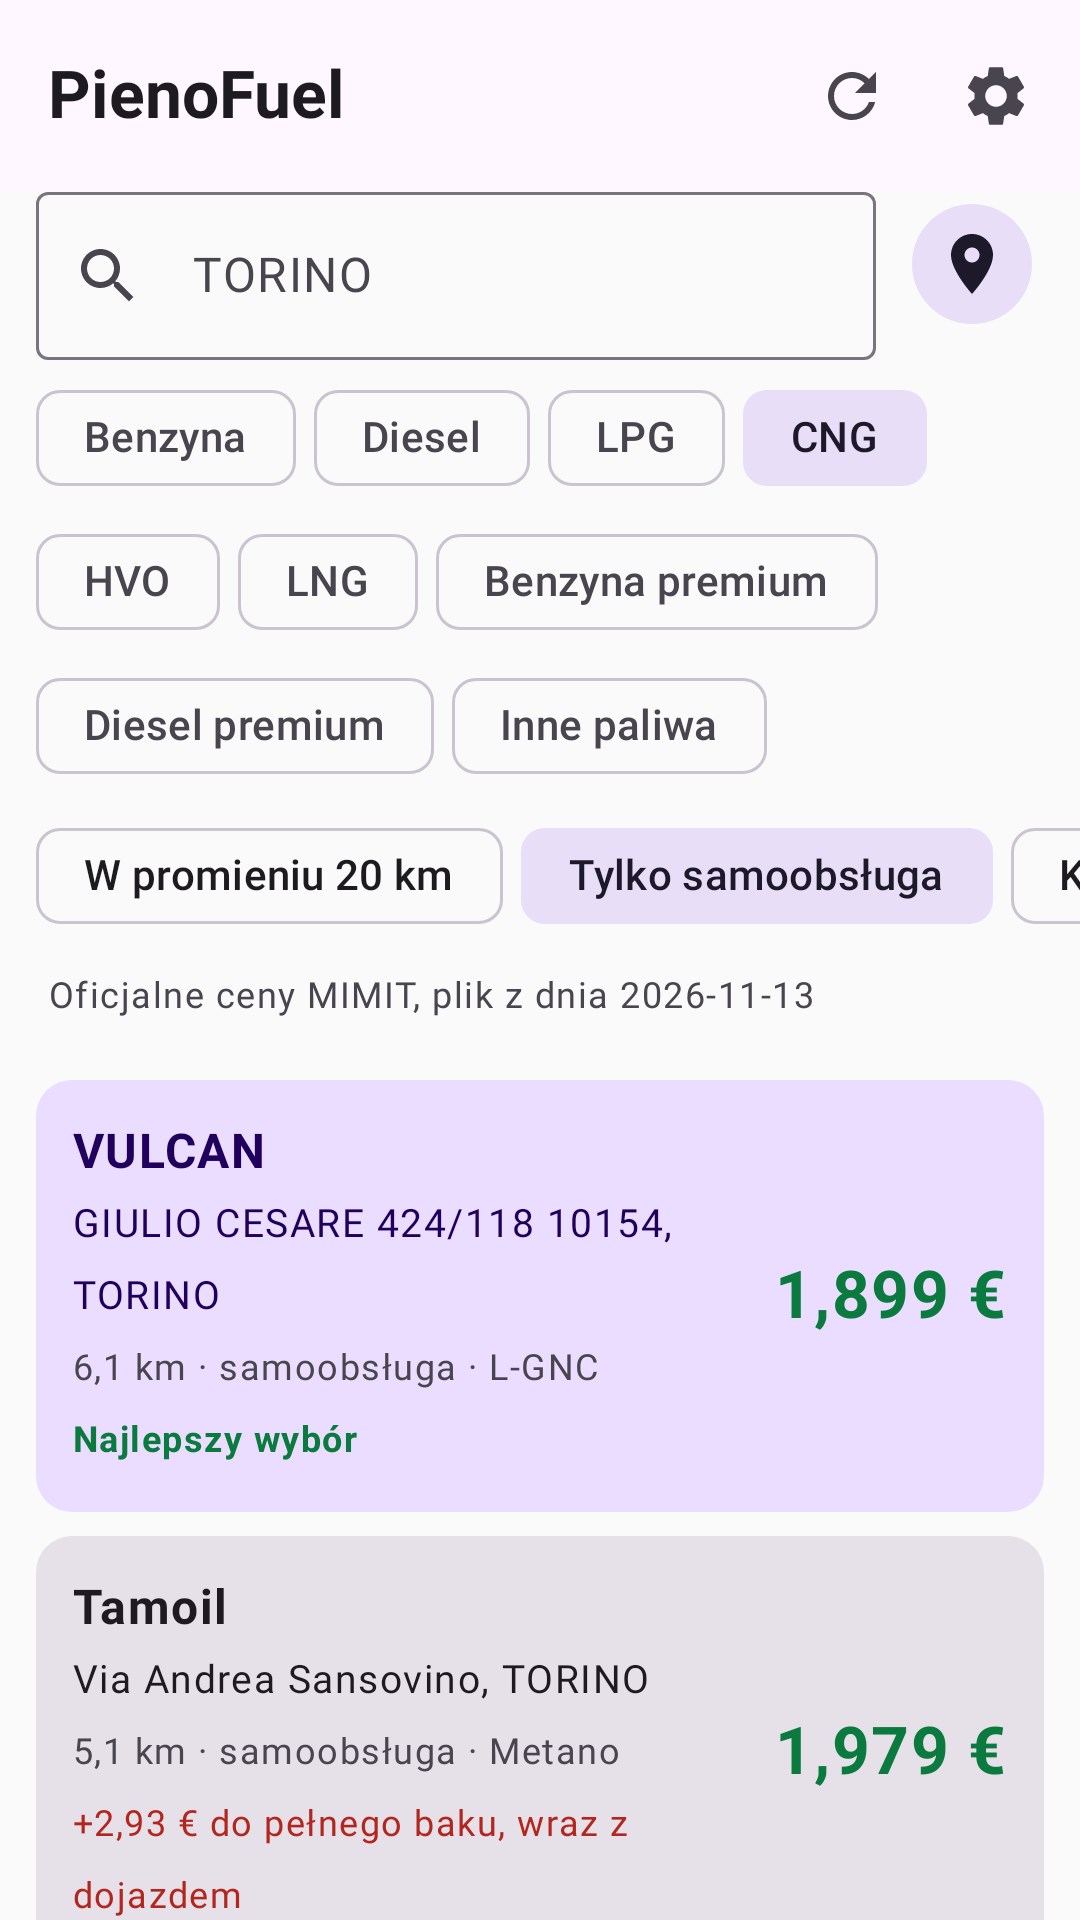 PienoFuel
TORINO
Benzyna Diesel LPG CNG
HVO LNG Benzyna premium
Diesel premium Inne paliwa
W promieniu 20 km Tylko samoobsługa K
Oficjalne ceny MIMIT, plik z dnia 2026-11-13
VULCAN
GIULIO CESARE 424/118 10154,
TORINO
1,899 €
6,1 km · samoobsługa · L-GNC
Najlepszy wybór
Tamoil
Via Andrea Sansovino, TORINO
5,1 km · samoobsługa · Metano
1,979 €
+2,93 € do pełnego baku, wraz z
dojazdem